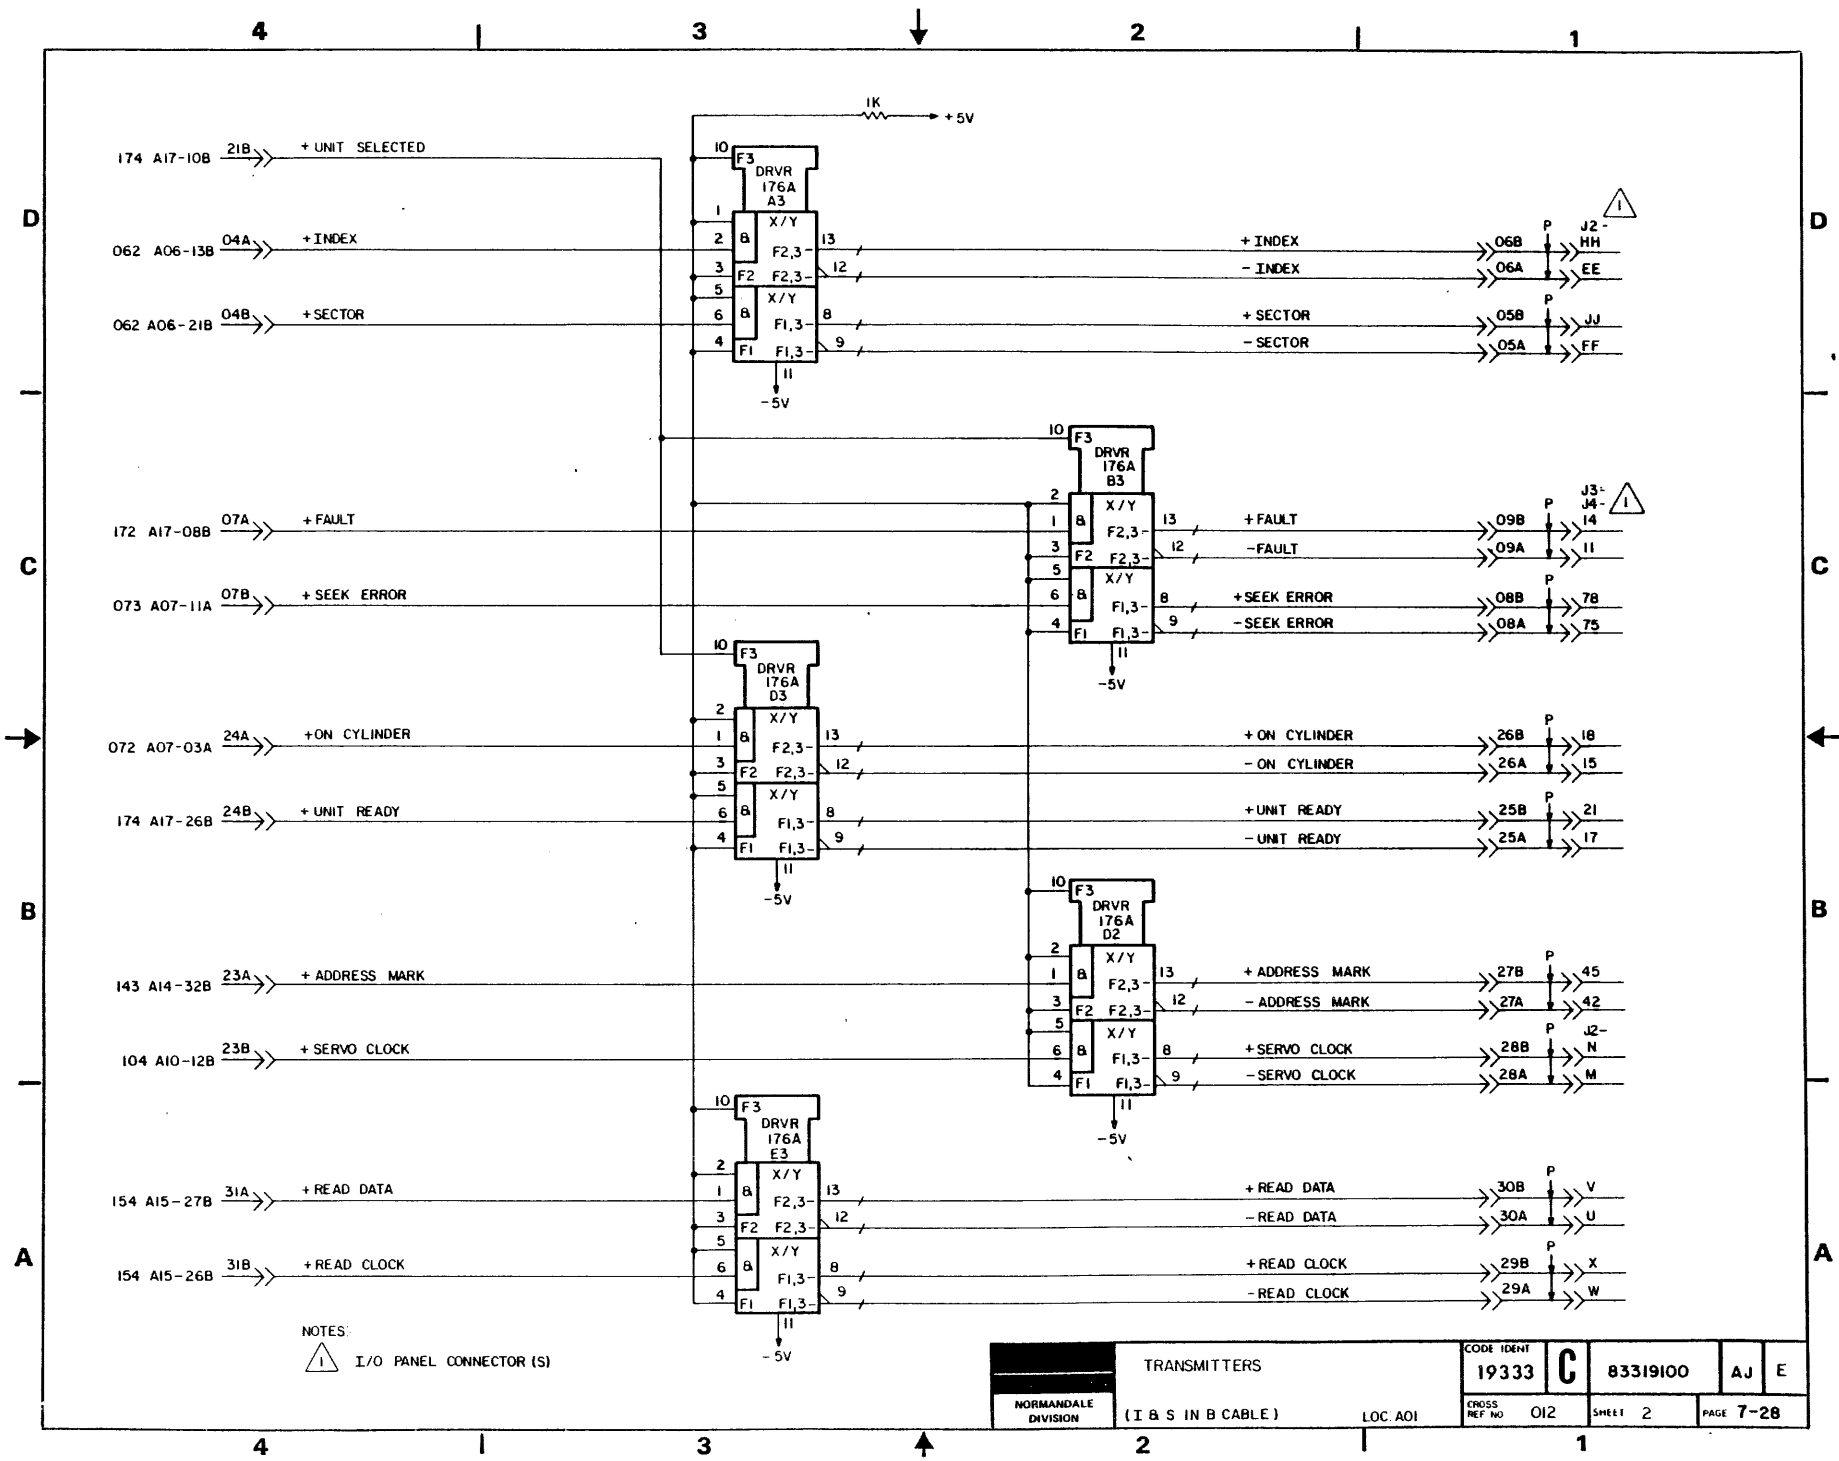 4 3 2 1
1K
+5V
174 A17-10B 21B +UNIT SELECTED
10 F3
DRVR
176A
A3
1 X/Y
062 A06-13B 04A +INDEX 2 & F2,3 13 +INDEX 06B P J2-
HH
1
3 F2 F2,3 12 -INDEX 06A EE
5 X/Y
062 A06-21B 04B +SECTOR 6 & F1,3 8 +SECTOR 05B P JJ
4 F1 F1,3 9 -SECTOR 05A FF
11
-5V
D D
10 F3
DRVR
176A
B3
2 X/Y
J3-
J4-
1
172 A17-08B 07A +FAULT 1 & F2,3 13 +FAULT 09B P 14
3 F2 F2,3 12 -FAULT 09A 11
C C
5 X/Y
073 A07-11A 07B +SEEK ERROR 6 & F1,3 8 +SEEK ERROR 08B P 78
4 F1 F1,3 9 -SEEK ERROR 08A 75
11
-5V
10 F3
DRVR
176A
D3
2 X/Y
072 A07-03A 24A +ON CYLINDER 1 & F2,3 13 +ON CYLINDER 26B P 18
3 F2 F2,3 12 -ON CYLINDER 26A 15
5 X/Y
174 A17-26B 24B +UNIT READY 6 & F1,3 8 +UNIT READY 25B P 21
4 F1 F1,3 9 -UNIT READY 25A 17
11
-5V
10 F3
DRVR
176A
D2
B B
2 X/Y
143 A14-32B 23A +ADDRESS MARK 1 & F2,3 13 +ADDRESS MARK 27B P 45
3 F2 F2,3 12 -ADDRESS MARK 27A 42
5 X/Y
J2-
104 A10-12B 23B +SERVO CLOCK 6 & F1,3 8 +SERVO CLOCK 28B P N
4 F1 F1,3 9 -SERVO CLOCK 28A M
11
-5V
10 F3
DRVR
176A
E3
2 X/Y
154 A15-27B 31A +READ DATA 1 & F2,3 13 +READ DATA 30B P V
3 F2 F2,3 12 -READ DATA 30A U
A A
5 X/Y
154 A15-26B 31B +READ CLOCK 6 & F1,3 8 +READ CLOCK 29B P X
4 F1 F1,3 9 -READ CLOCK 29A W
11
-5V
NOTES:
1 I/O PANEL CONNECTOR (S)
NORMANDALE
DIVISION
TRANSMITTERS
(I & S IN B CABLE) LOC: A01
CODE IDENT
19333 C 83319100 AJ E
CROSS
REF NO 012 SHEET 2 PAGE 7-28
4 3 2 1